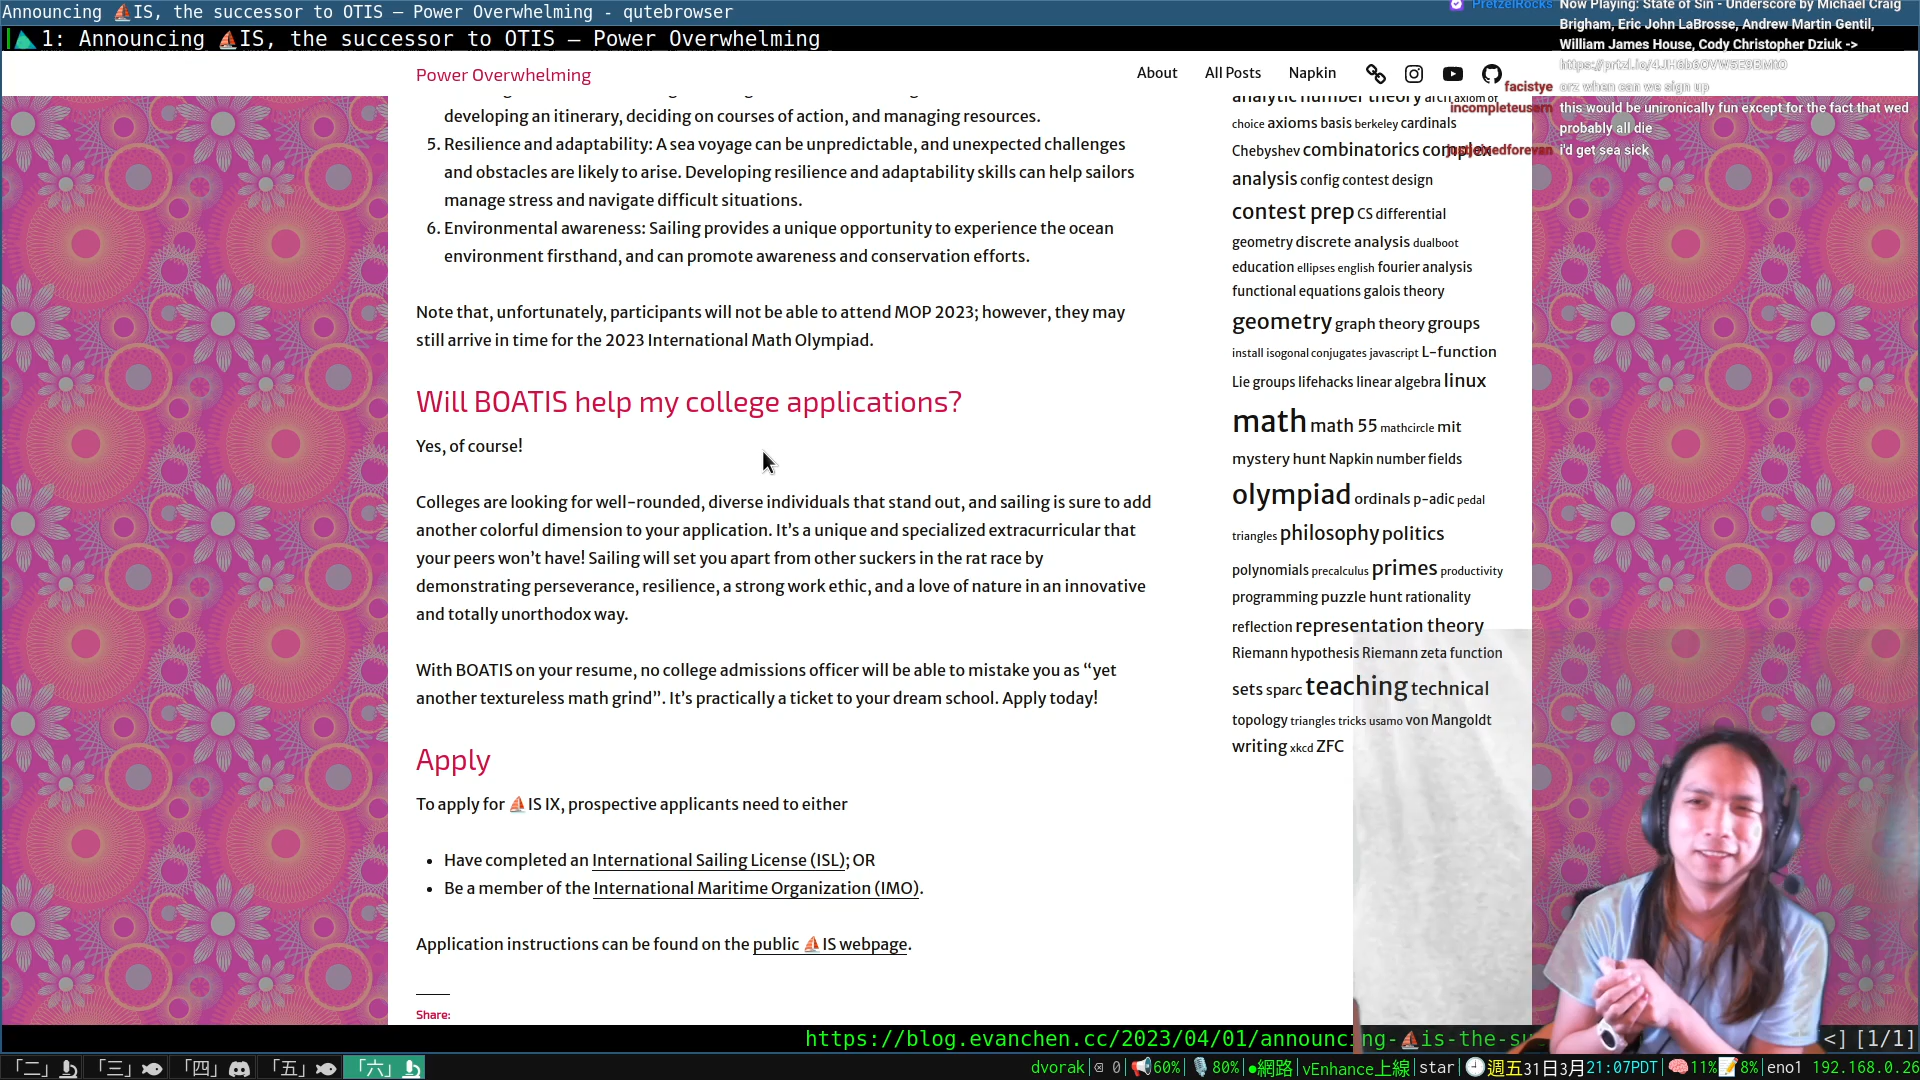 Announcing ⛵IS, the successor to OTIS – Power Overwhelming - qutebrowser
1: Announcing ⛵IS, the successor to OTIS – Power Overwhelming
Power Overwhelming
About All Posts Napkin
developing an itinerary, deciding on courses of action, and managing resources.
5. Resilience and adaptability: A sea voyage can be unpredictable, and unexpected challenges
and obstacles are likely to arise. Developing resilience and adaptability skills can help sailors
manage stress and navigate difficult situations.
6. Environmental awareness: Sailing provides a unique opportunity to experience the ocean
environment firsthand, and can promote awareness and conservation efforts.
Note that, unfortunately, participants will not be able to attend MOP 2023; however, they may
still arrive in time for the 2023 International Math Olympiad.
Will BOATIS help my college applications?
Yes, of course!
Colleges are looking for well-rounded, diverse individuals that stand out, and sailing is sure to add
another colorful dimension to your application. It’s a unique and specialized extracurricular that
your peers won’t have! Sailing will set you apart from other suckers in the rat race by
demonstrating perseverance, resilience, a strong work ethic, and a love of nature in an innovative
and totally unorthodox way.
With BOATIS on your resume, no college admissions officer will be able to mistake you as “yet
another textureless math grind”. It’s practically a ticket to your dream school. Apply today!
Apply
To apply for ⛵IS IX, prospective applicants need to either
• Have completed an International Sailing License (ISL); OR
• Be a member of the International Maritime Organization (IMO).
Application instructions can be found on the public ⛵IS webpage.
Share:
analytic number theory arch axiom of
choice axioms basis berkeley cardinals
Chebyshev combinatorics complex
analysis config contest design
contest prep CS differential
geometry discrete analysis dualboot
education ellipses english fourier analysis
functional equations galois theory
geometry graph theory groups
install isogonal conjugates javascript L-function
Lie groups lifehacks linear algebra linux
math math 55 mathcircle mit
mystery hunt Napkin number fields
olympiad ordinals p-adic pedal
triangles philosophy politics
polynomials precalculus primes productivity
programming puzzle hunt rationality
reflection representation theory
Riemann hypothesis Riemann zeta function
sets sparc teaching technical
topology triangles tricks usamo von Mangoldt
writing xkcd ZFC
PretzelRocks Now Playing: State of Sin - Underscore by Michael Craig
Brigham, Eric John LaBrosse, Andrew Martin Gentil,
William James House, Cody Christopher Dziuk ->
facistye orz when can we sign up
this would be unironically fun except for the fact that wed
probably all die
i'd get sea sick
https://blog.evanchen.cc/2023/04/01/announcing-⛵is-the-su
<] [1/1]
「二」 「三」 「四」 「五」 「六」
dvorak 0 60% 80% 網路 vEnhance上線 star 週五31日3月21:07PDT 11% 8% eno1 192.168.0.26